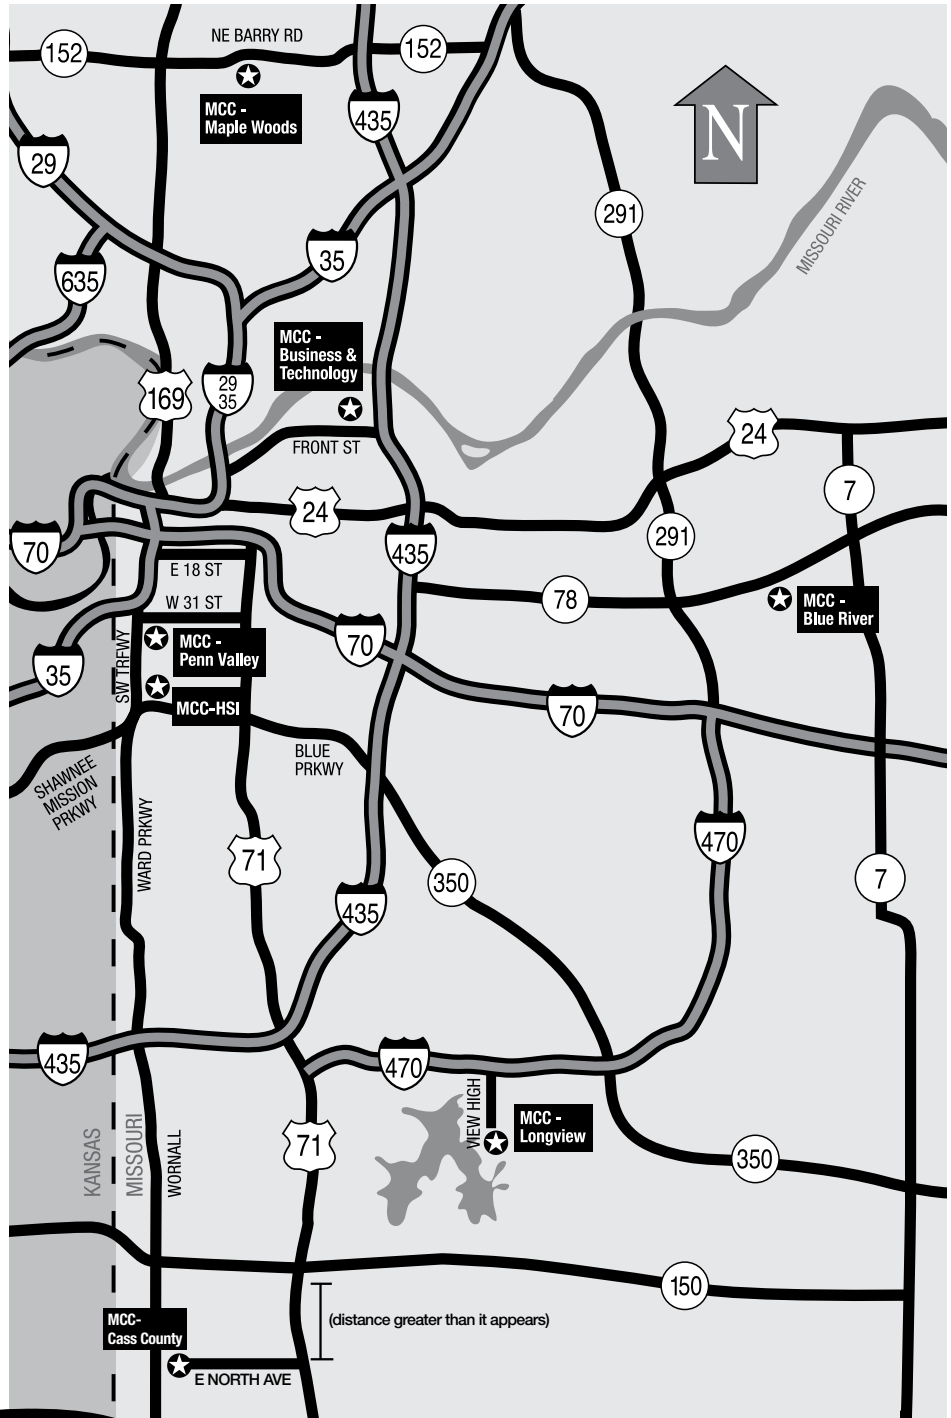 NE BARRY RD
152
152
MCC -
Maple Woods
435
N
29
291
MISSOURI RIVER
35
635
MCC -
Business &
Technology
169
29
35
24
FRONT ST
7
24
291
70
435
E 18 ST
78
W 31 ST
MCC -
Blue River
MCC -
Penn Valley
70
35
SW TRFWY
MCC-HSI
70
BLUE
PRKWY
SHAWNEE
MISSION
PRKWY
WARD PRKWY
470
71
350
7
435
435
470
VIEW HIGH
MCC -
Longview
KANSAS
MISSOURI
WORNALL
71
350
150
MCC-
Cass County
(distance greater than it appears)
E NORTH AVE